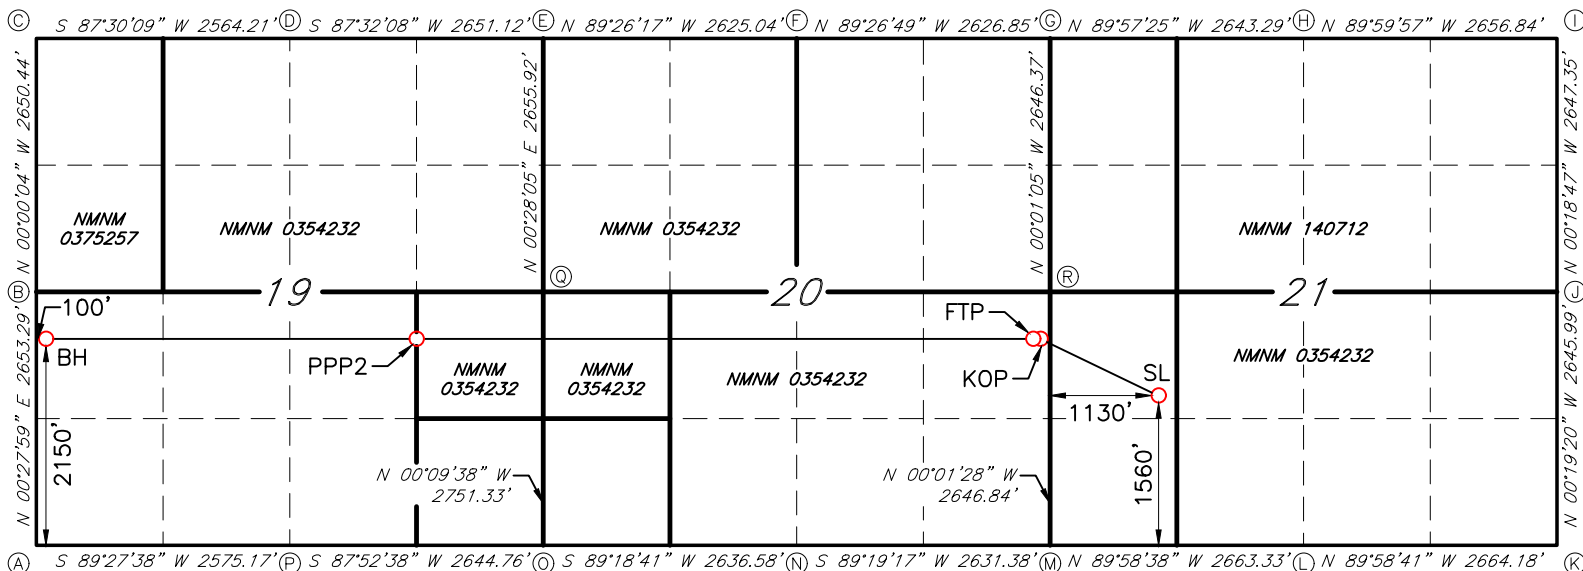 C S 87°30'09" W 2564.21' D S 87°32'08" W 2651.12' E N 89°26'17" W 2625.04' F N 89°26'49" W 2626.85' G N 89°57'25" W 2643.29' H N 89°59'57" W 2656.84' I
N 00°00'04" W 2650.44'
N 00°28'05" E 2655.92'
N 00°01'05" W 2646.37'
N 00°18'47" W 2647.35'
NMNM
0375257
NMNM 0354232
NMNM 0354232
NMNM 140712
B 19 Q 20 R 21 J
100'
BH
PPP2
FTP
KOP
SL
NMNM
0354232
NMNM
0354232
NMNM 0354232
NMNM 0354232
1130'
1560'
2150'
N 00°27'59" E 2653.29'
N 00°09'38" W
2751.33'
N 00°01'28" W
2646.84'
N 00°19'20" W 2645.99'
A S 89°27'38" W 2575.17' P S 87°52'38" W 2644.76' O S 89°18'41" W 2636.58' N S 89°19'17" W 2631.38' M N 89°58'38" W 2663.33' L N 89°58'41" W 2664.18' K